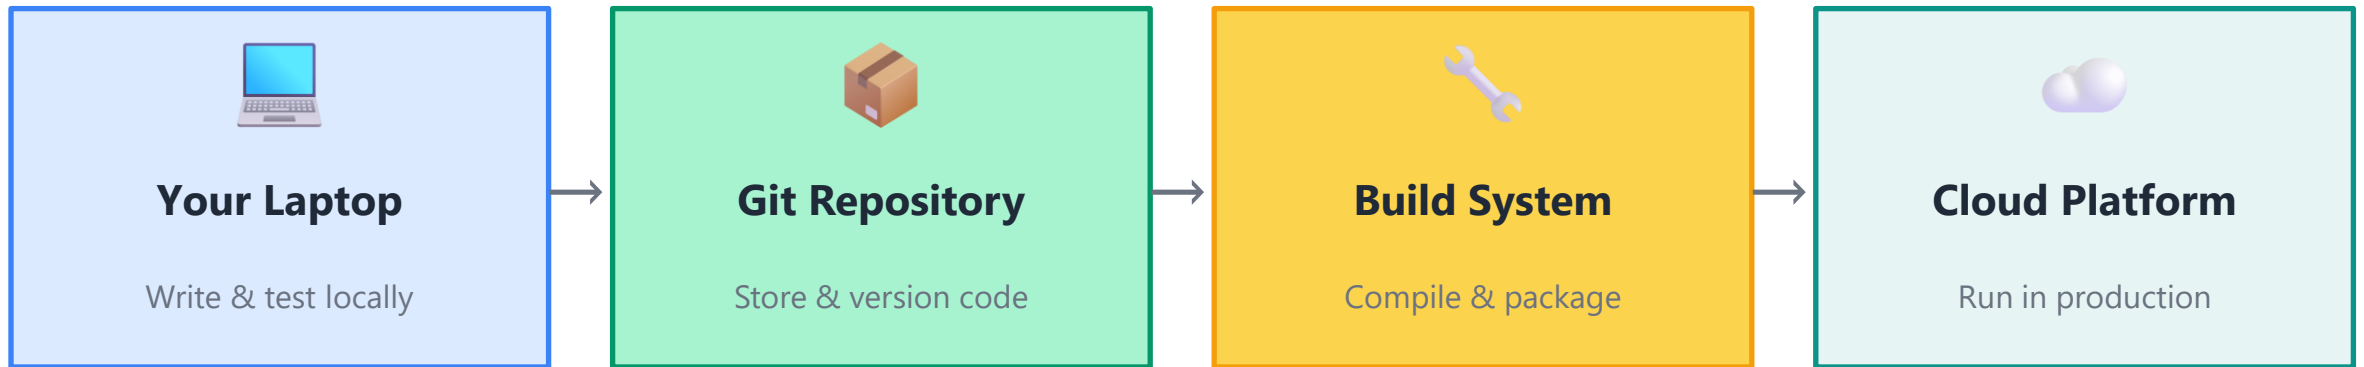 Your Laptop
Write & test locally
Git Repository
Store & version code
Build System
Compile & package
Cloud Platform
Run in production